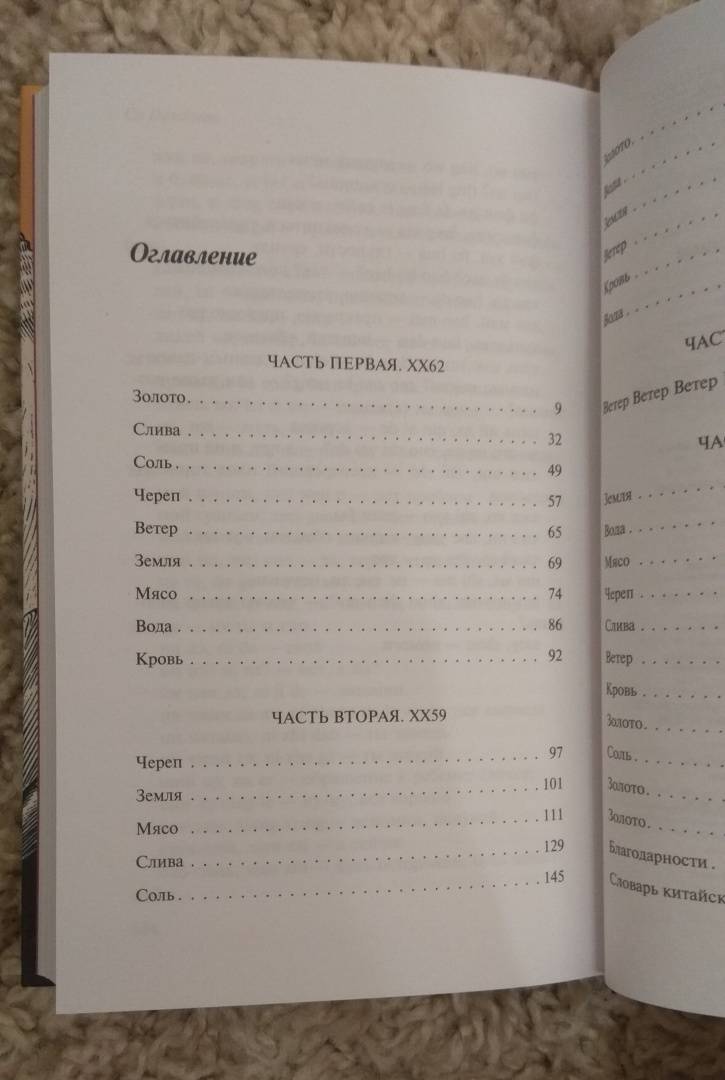 Оглавление
ЧАСТЬ ПЕРВАЯ. XX62
Золото. . . . . . . . . . . . . . . . . . . . . . . . . . . . . . 9
Слива . . . . . . . . . . . . . . . . . . . . . . . . . . . . . . 32
Соль. . . . . . . . . . . . . . . . . . . . . . . . . . . . . . 49
Череп . . . . . . . . . . . . . . . . . . . . . . . . . . . . . . 57
Ветер . . . . . . . . . . . . . . . . . . . . . . . . . . . . . . 65
Земля . . . . . . . . . . . . . . . . . . . . . . . . . . . . . . 69
Мясо . . . . . . . . . . . . . . . . . . . . . . . . . . . . . . 74
Вода . . . . . . . . . . . . . . . . . . . . . . . . . . . . . . 86
Кровь . . . . . . . . . . . . . . . . . . . . . . . . . . . . . . 92
ЧАСТЬ ВТОРАЯ. XX59
Череп . . . . . . . . . . . . . . . . . . . . . . . . . . . . . . 97
Земля . . . . . . . . . . . . . . . . . . . . . . . . . . . . . . 101
Мясо . . . . . . . . . . . . . . . . . . . . . . . . . . . . . . 111
Слива . . . . . . . . . . . . . . . . . . . . . . . . . . . . . . 129
Соль. . . . . . . . . . . . . . . . . . . . . . . . . . . . . . 145
Золото. . . . . . .
Вода. . . . . . .
Земля . . . . . . .
Ветер . . . . . . .
Кровь . . . . . . .
Вода. . . . . . .
ЧАСТ
Ветер Ветер Ветер
ЧА
Земля . . . . . . .
Вода. . . . . . .
Мясо . . . . . . .
Череп . . . . . . .
Слива . . . . . . .
Ветер . . . . . . .
Кровь . . . . . . .
Золото. . . . . . .
Соль. . . . . . .
Золото. . . . . . .
Золото. . . . . . .
Благодарности .
Словарь китайск